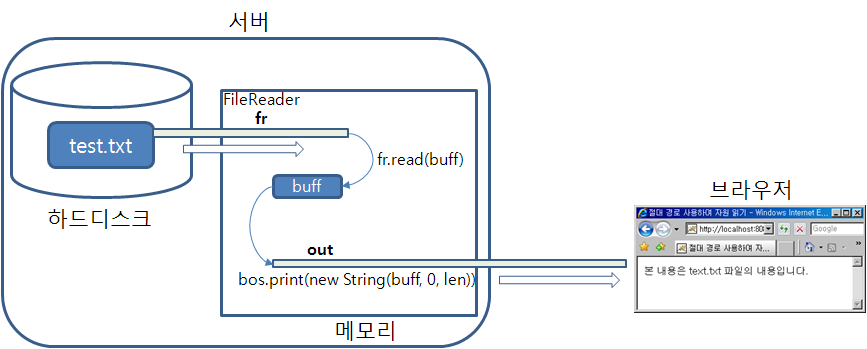 서버
FileReader
fr
test.txt
fr.read(buff)
buff
하드디스크
out
bos.print(new String(buff, 0, len))
메모리
브라우저
절대 경로 사용하여 자원 읽기 - Windows Internet E...
http://localhost:80
Google
절대 경로 사용하여 자...
본 내용은 text.txt 파일의 내용입니다.